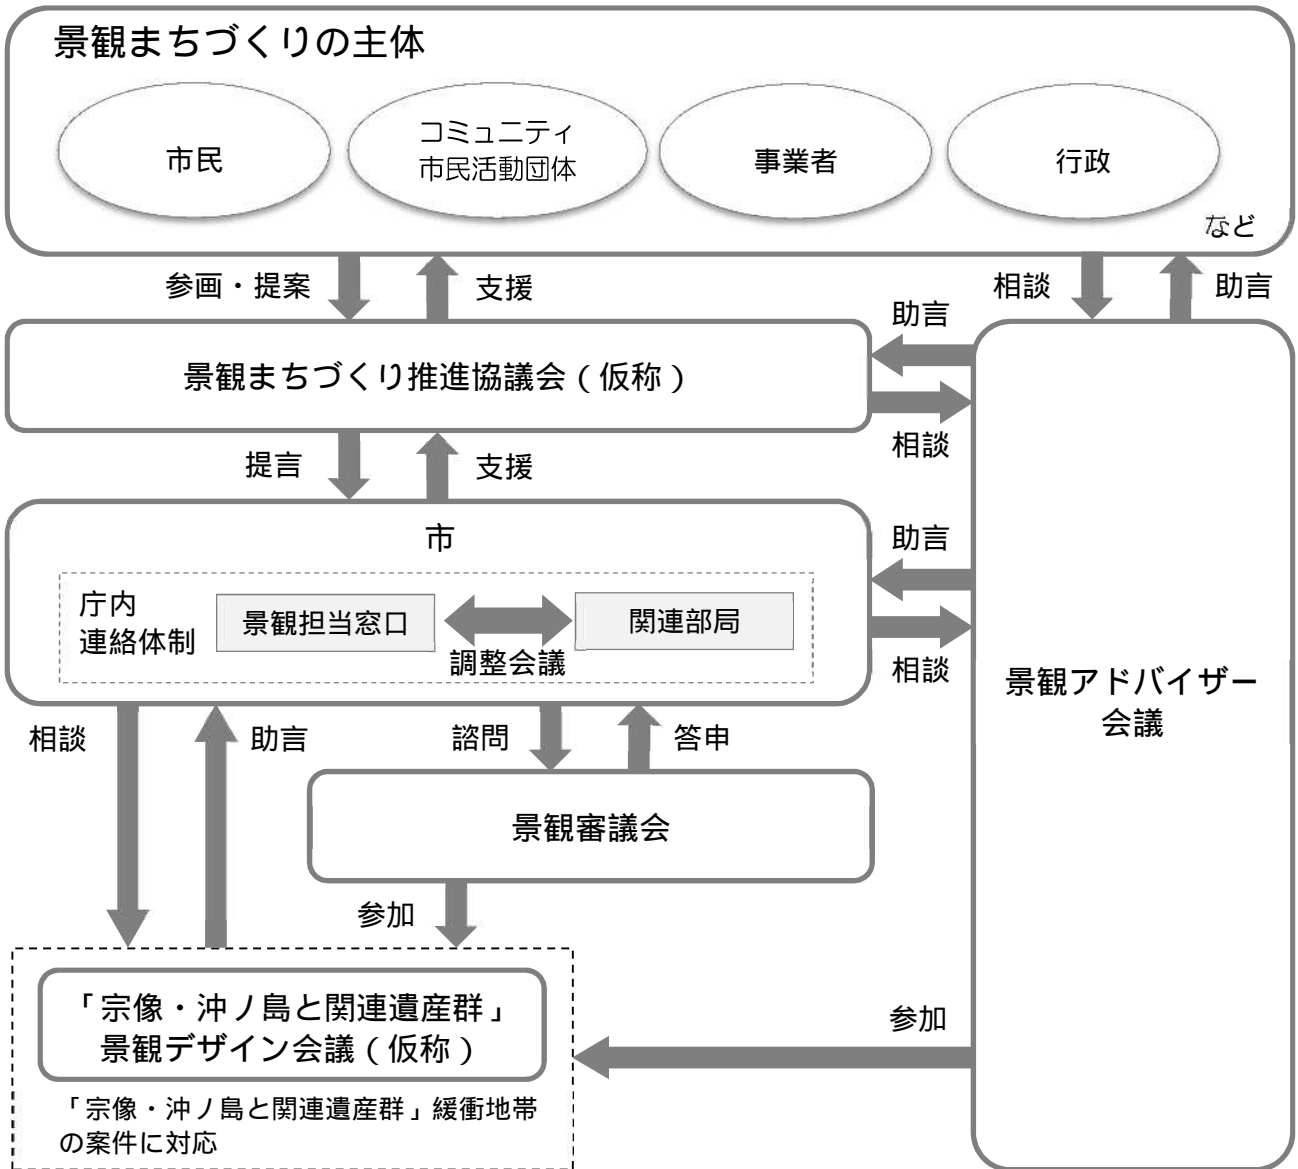 景観まちづくりの主体
市民
コミュニティ
市民活動団体
事業者
行政
など
参画・提案
支援
相談
助言
景観まちづくり推進協議会（仮称）
助言
相談
提言
支援
市
庁内
連絡体制
景観担当窓口
関連部局
調整会議
助言
相談
景観アドバイザー
会議
相談
助言
諮問
答申
景観審議会
参加
「宗像・沖ノ島と関連遺産群」
景観デザイン会議（仮称）
参加
「宗像・沖ノ島と関連遺産群」緩衝地帯
の案件に対応